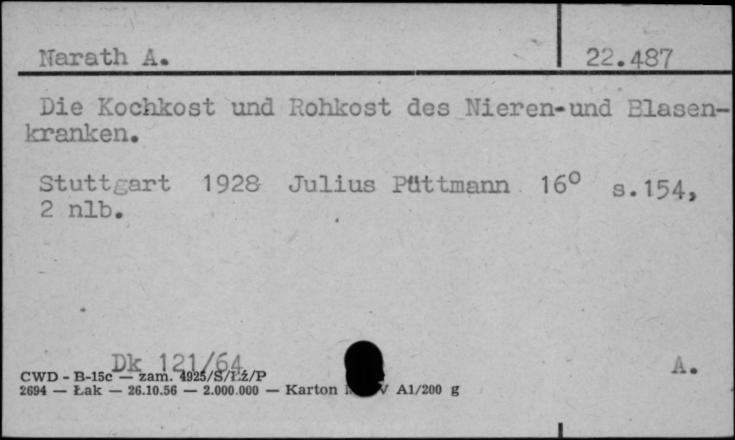 Narath A.
22.487
Die Kochkost und Rohkost des Nieren-und Blasen-
kranken.
Stuttgart 1928 Julius Püttmann 16° s.154,
2 nlb.
Dk 121/64
A.
CWD - B-15c — zam. 4925/S/Łź/P
2694 — Łak — 26.10.56 — 2.000.000 — Karton V A1/200 g